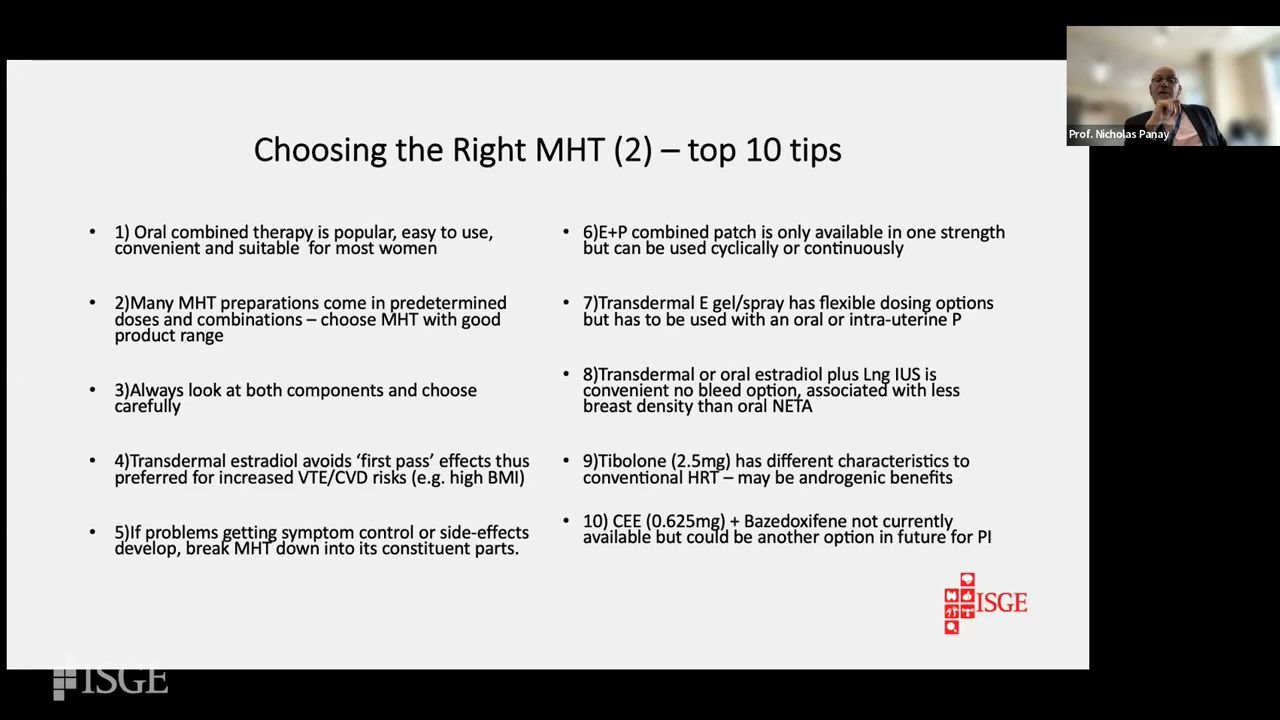 Prof. Nicholas Panay
Choosing the Right MHT (2) – top 10 tips
• 1) Oral combined therapy is popular, easy to use,
convenient and suitable for most women
• 2)Many MHT preparations come in predetermined
doses and combinations – choose MHT with good
product range
• 3)Always look at both components and choose
carefully
• 4)Transdermal estradiol avoids ‘first pass’ effects thus
preferred for increased VTE/CVD risks (e.g. high BMI)
• 5)If problems getting symptom control or side-effects
develop, break MHT down into its constituent parts.
• 6)E+P combined patch is only available in one strength
but can be used cyclically or continuously
• 7)Transdermal E gel/spray has flexible dosing options
but has to be used with an oral or intra-uterine P
• 8)Transdermal or oral estradiol plus Lng IUS is
convenient no bleed option, associated with less
breast density than oral NETA
• 9)Tibolone (2.5mg) has different characteristics to
conventional HRT – may be androgenic benefits
• 10) CEE (0.625mg) + Bazedoxifene not currently
available but could be another option in future for PI
ISGE
ISGE